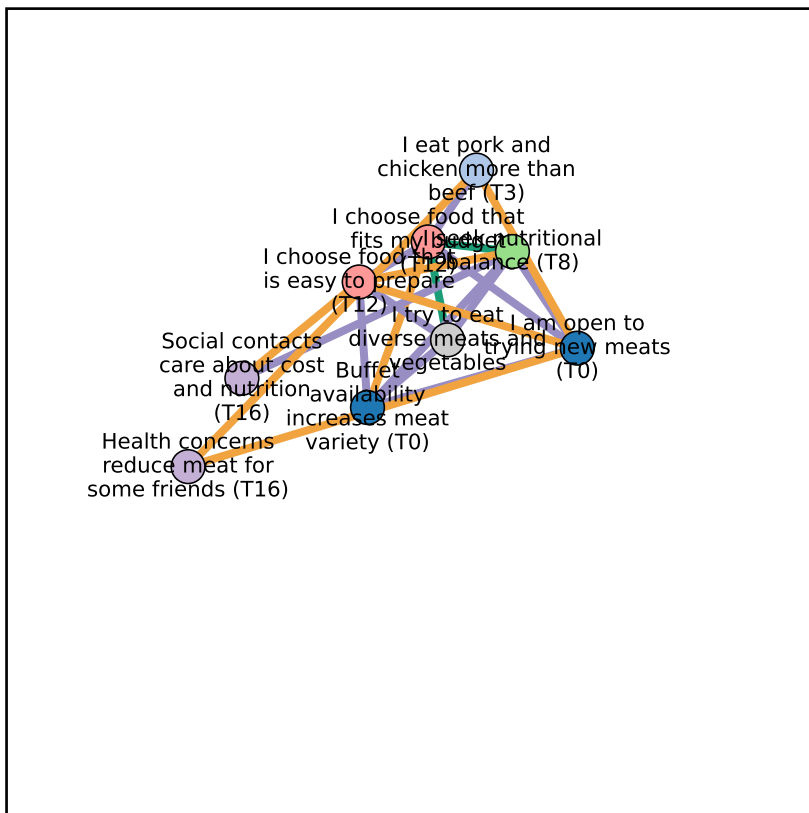 I eat pork and
chicken more than
beef (T3)
I choose food that
fits my budget
(T12)
I seek nutritional
balance (T8)
I choose food that
is easy to prepare
(T12)
I try to eat
diverse meats and
vegetables
I am open to
trying new meats
(T0)
Social contacts
care about cost
and nutrition
(T16)
Buffet
availability
increases meat
variety (T0)
Health concerns
reduce meat for
some friends (T16)